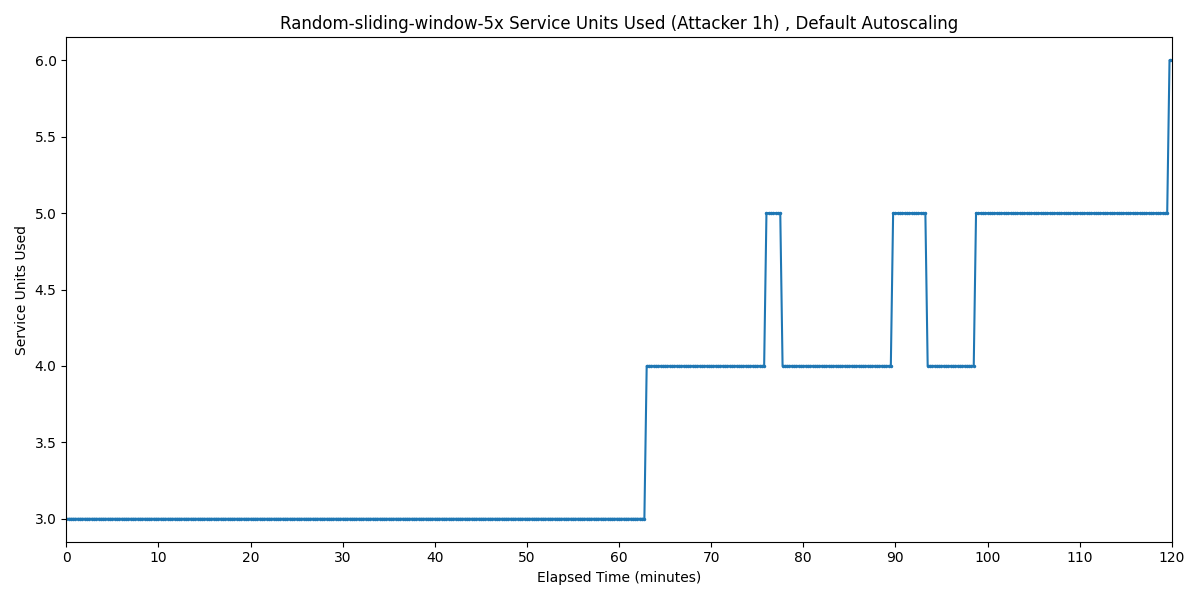 Random-sliding-window-5x Service Units Used (Attacker 1h) , Default Autoscaling
6.0
5.5
5.0
4.5
4.0
3.5
3.0
Service Units Used
0 10 20 30 40 50 60 70 80 90 100 110 120
Elapsed Time (minutes)